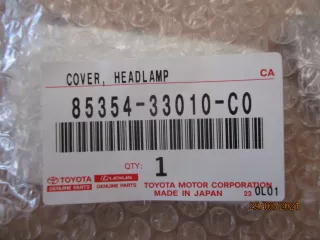 COVER, HEADLAMP CA
85354-33010-C0
TOYOTA GENUINE PARTS LEXUS GENUINE PARTS
QTY: 1
TOYOTA MOTOR CORPORATION
MADE IN JAPAN 23 0L01